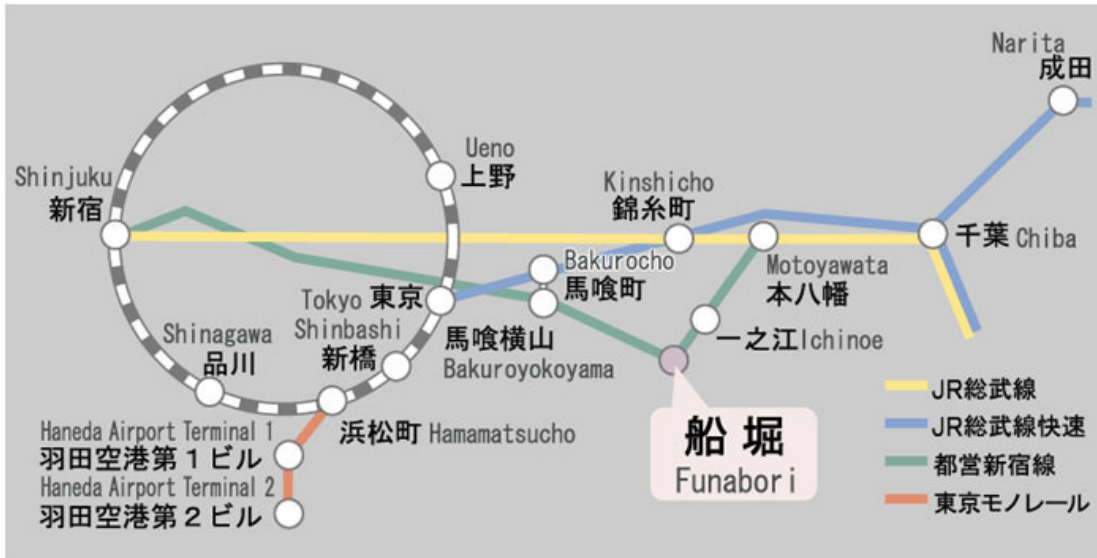 Narita
成田
Ueno
上野
Shinjuku
新宿
Kinshicho
錦糸町
千葉 Chiba
Bakurocho
馬喰町
Motoyawata
本八幡
Tokyo 東京
馬喰横山
Bakuroyokoyama
一之江 Ichinoe
Shinbashi
新橋
Shinagawa
品川
浜松町 Hamamatsucho
Haneda Airport Terminal 1
羽田空港第1ビル
Haneda Airport Terminal 2
羽田空港第2ビル
船堀
Funabori
JR総武線
JR総武線快速
都営新宿線
東京モノレール